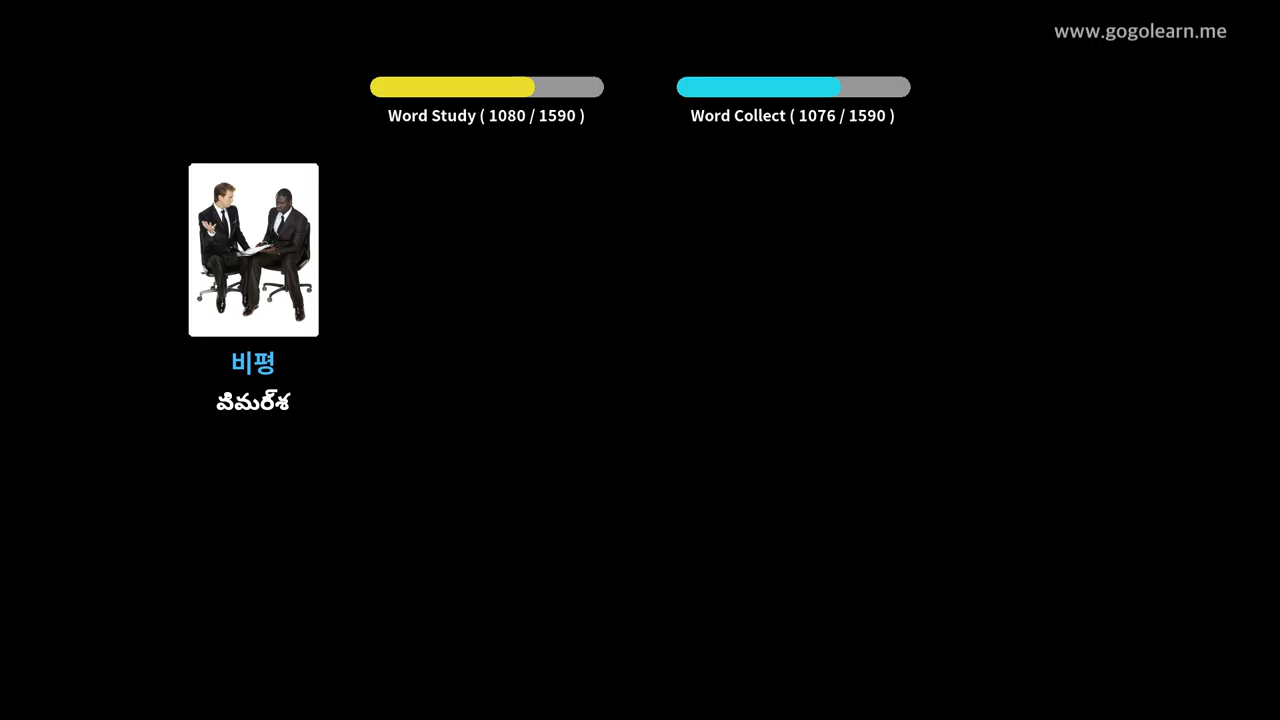 www.gogolearn.me
Word Study ( 1080 / 1590 )
Word Collect ( 1076 / 1590 )
비평
విమర్శ